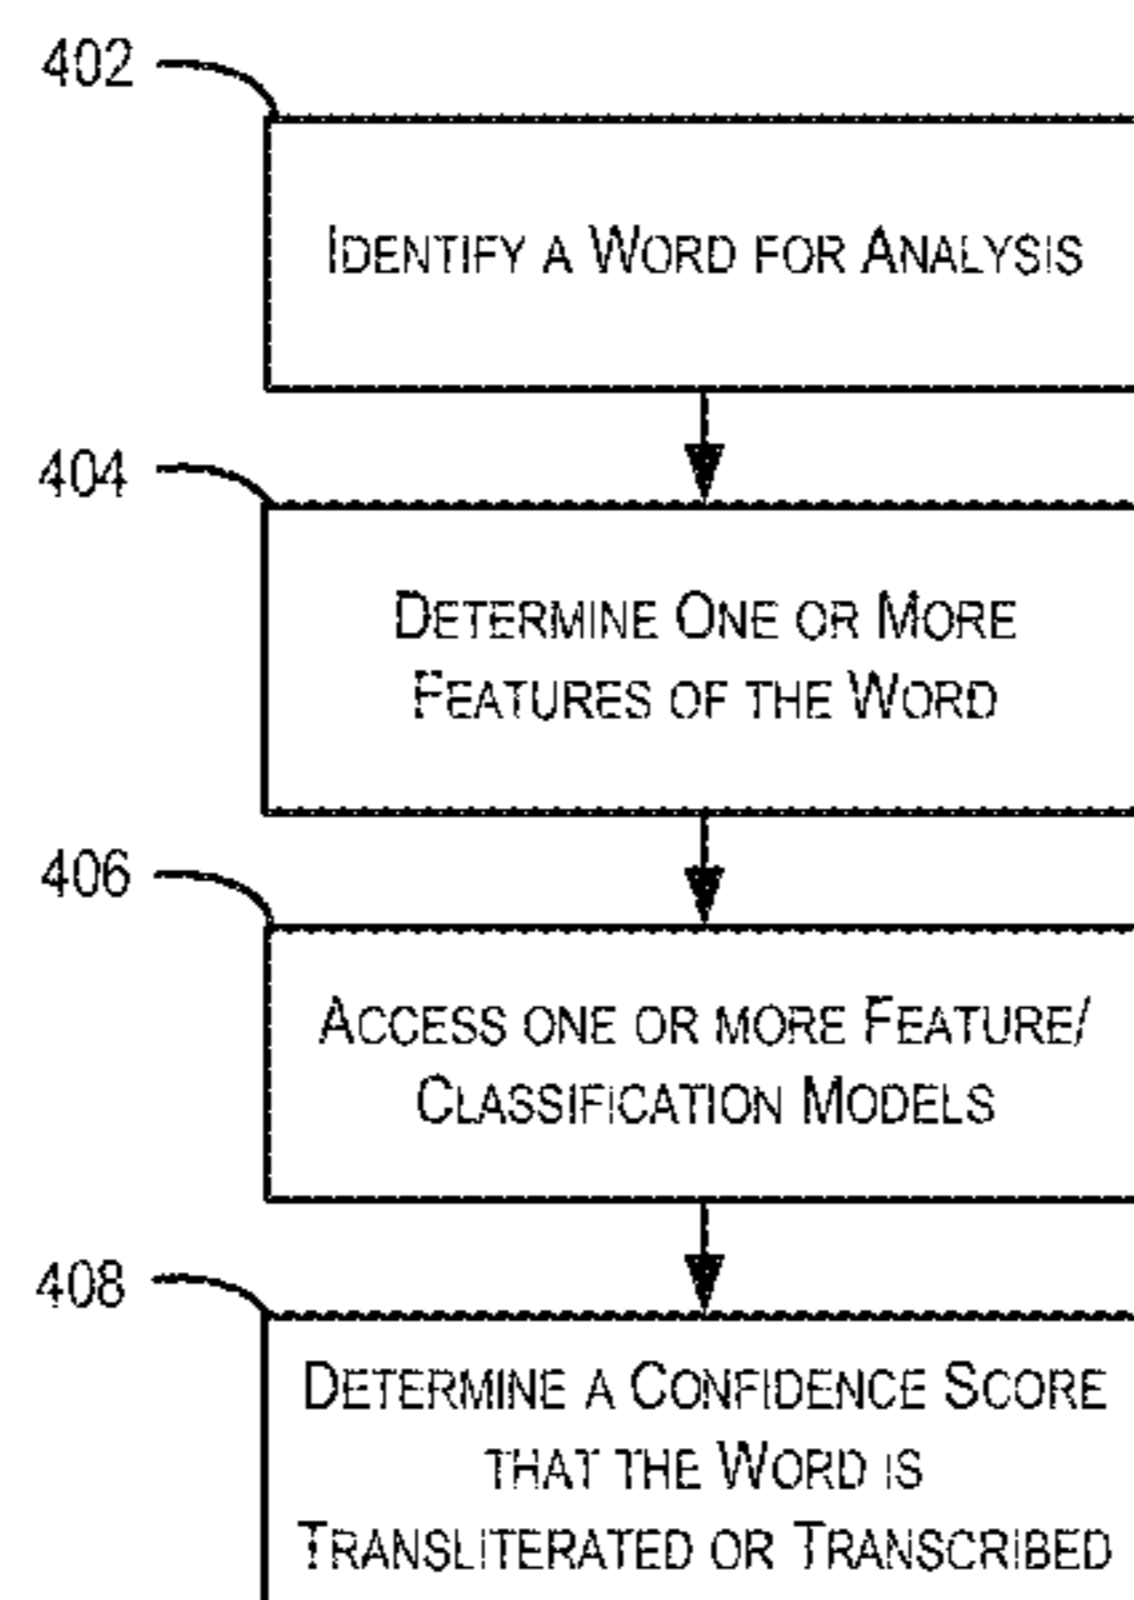 402
IDENTIFY A WORD FOR ANALYSIS
404
DETERMINE ONE OR MORE
FEATURES OF THE WORD
406
ACCESS ONE OR MORE FEATURE/
CLASSIFICATION MODELS
408
DETERMINE A CONFIDENCE SCORE
THAT THE WORD IS
TRANSLITERATED OR TRANSCRIBED